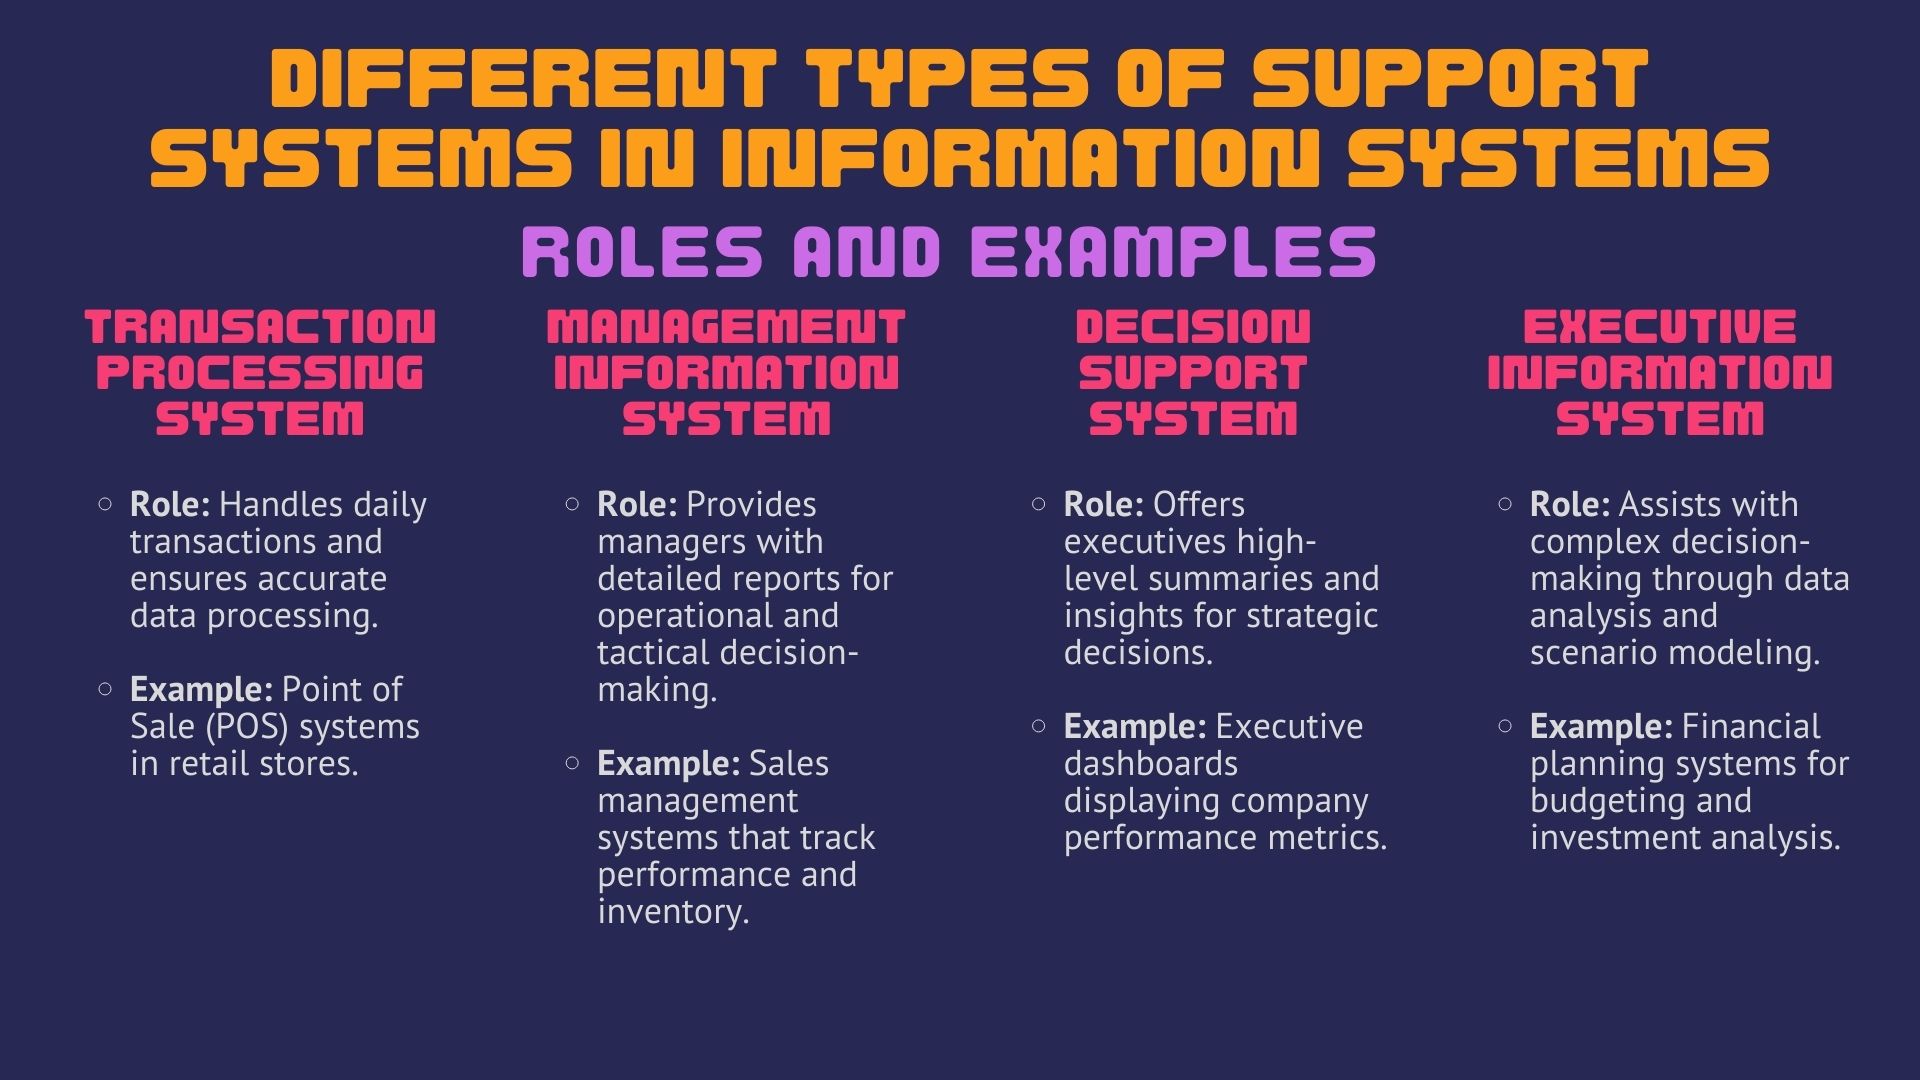 DIFFERENT TYPES OF SUPPORT
SYSTEMS IN INFORMATION SYSTEMS
ROLES AND EXAMPLES
TRANSACTION
PROCESSING
SYSTEM
Role: Handles daily
transactions and
ensures accurate
data processing.
Example: Point of
Sale (POS) systems
in retail stores.
MANAGEMENT
INFORMATION
SYSTEM
Role: Provides
managers with
detailed reports for
operational and
tactical decision-
making.
Example: Sales
management
systems that track
performance and
inventory.
DECISION
SUPPORT
SYSTEM
Role: Offers
executives high-
level summaries and
insights for strategic
decisions.
Example: Executive
dashboards
displaying company
performance metrics.
EXECUTIVE
INFORMATION
SYSTEM
Role: Assists with
complex decision-
making through data
analysis and
scenario modeling.
Example: Financial
planning systems for
budgeting and
investment analysis.